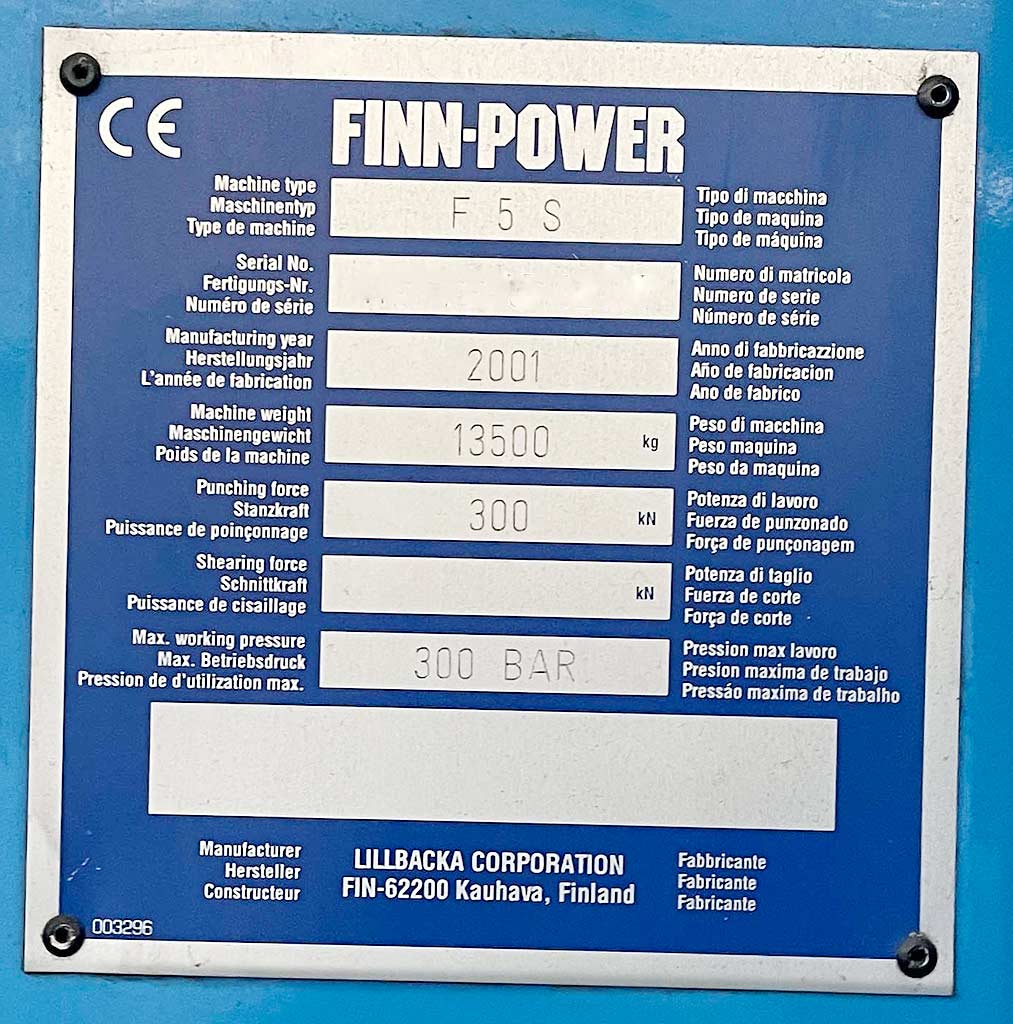 CE
FINN-POWER
Machine type
Maschinentyp
Type de machine
F 5 S
Tipo di macchina
Tipo de maquina
Tipo de máquina
Serial No.
Fertigungs-Nr.
Numéro de série
Numero di matricola
Numero de serie
Número de série
Manufacturing year
Herstellungsjahr
L'année de fabrication
2001
Anno di fabbricazzione
Año de fabricacion
Ano de fabrico
Machine weight
Maschinengewicht
Poids de la machine
13500 kg
Peso di macchina
Peso maquina
Peso da maquina
Punching force
Stanzkraft
Puissance de poinçonnage
300 kN
Potenza di lavoro
Fuerza de punzonado
Força de punçonagem
Shearing force
Schnittkraft
Puissance de cisaillage
kN
Potenza di taglio
Fuerza de corte
Força de corte
Max. working pressure
Max. Betriebsdruck
Pression de d'utilization max.
300 BAR
Pression max lavoro
Presion maxima de trabajo
Pressáo maxima de trabalho
Manufacturer
Hersteller
Constructeur
LILLBACKA CORPORATION
FIN-62200 Kauhava, Finland
Fabbricante
Fabricante
Fabricante
003296